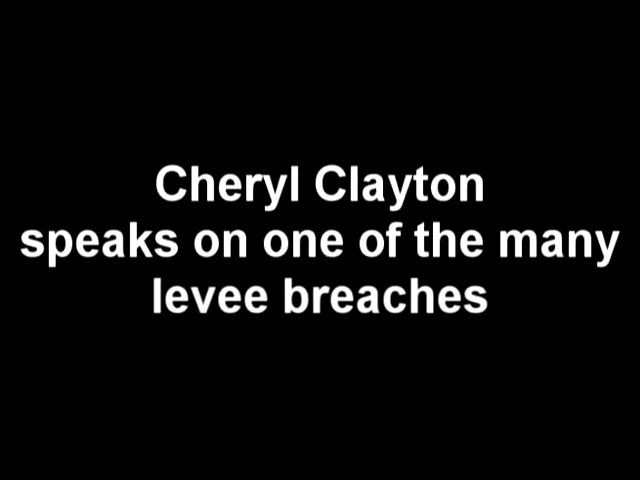 Cheryl Clayton
speaks on one of the many
levee breaches